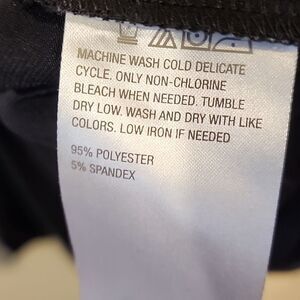 MACHINE WASH COLD DELICATE
CYCLE. ONLY NON-CHLORINE
BLEACH WHEN NEEDED. TUMBLE
DRY LOW. WASH AND DRY WITH LIKE
COLORS. LOW IRON IF NEEDED
95% POLYESTER
5% SPANDEX